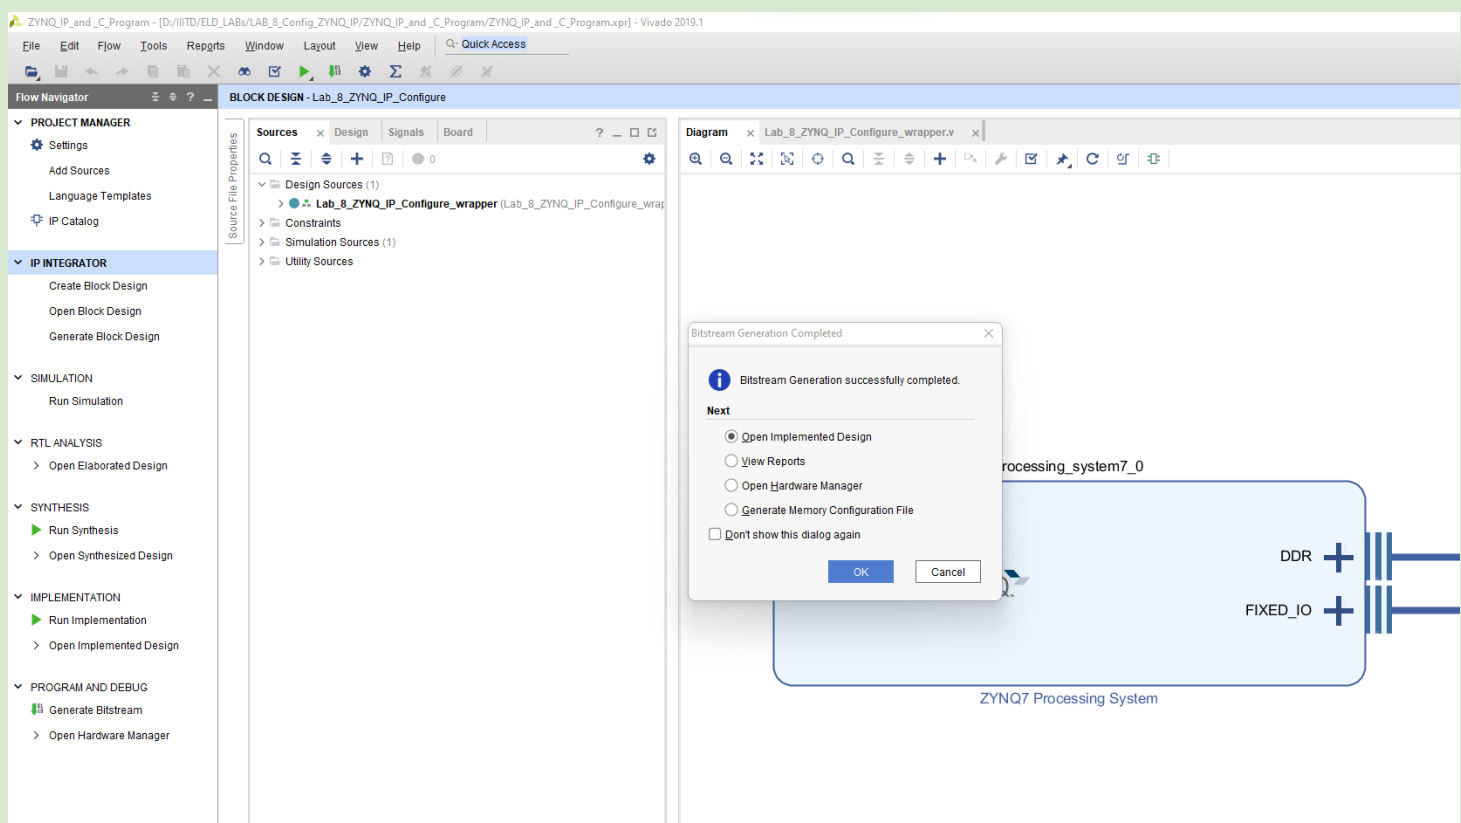 ZYNQ_IP_and _C_Program - [D:/IIITD/ELD_LABs/LAB_8_Config_ZYNQ_IP/ZYNQ_IP_and _C_Program/ZYNQ_IP_and _C_Program.xpr] - Vivado 2019.1
File Edit Flow Tools Reports Window Layout View Help Quick Access
Flow Navigator
PROJECT MANAGER
Settings
Add Sources
Language Templates
IP Catalog
IP INTEGRATOR
Create Block Design
Open Block Design
Generate Block Design
SIMULATION
Run Simulation
RTL ANALYSIS
Open Elaborated Design
SYNTHESIS
Run Synthesis
Open Synthesized Design
IMPLEMENTATION
Run Implementation
Open Implemented Design
PROGRAM AND DEBUG
Generate Bitstream
Open Hardware Manager
BLOCK DESIGN - Lab_8_ZYNQ_IP_Configure
Source File Properties
Sources Design Signals Board
0
Design Sources (1)
Lab_8_ZYNQ_IP_Configure_wrapper (Lab_8_ZYNQ_IP_Configure_wrap
Constraints
Simulation Sources (1)
Utility Sources
Diagram Lab_8_ZYNQ_IP_Configure_wrapper.v
Bitstream Generation Completed
Bitstream Generation successfully completed.
Next
Open Implemented Design
View Reports
Open Hardware Manager
Generate Memory Configuration File
Don't show this dialog again
OK Cancel
rocessing_system7_0
DDR
FIXED_IO
ZYNQ7 Processing System